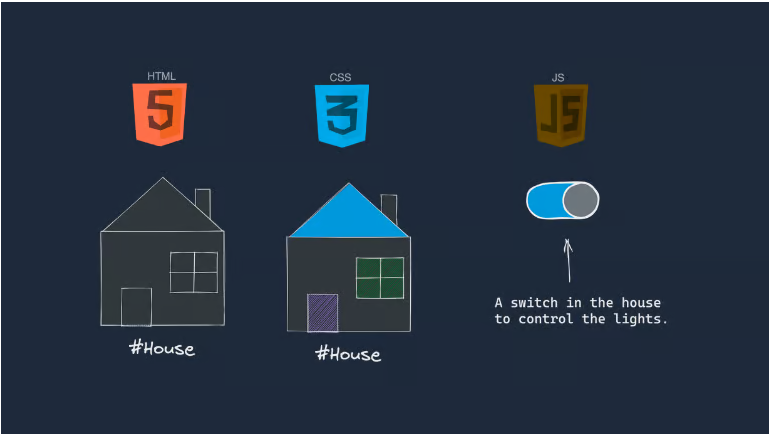 HTML
CSS
JS
5
3
JS
#House
#House
A switch in the house
to control the lights.